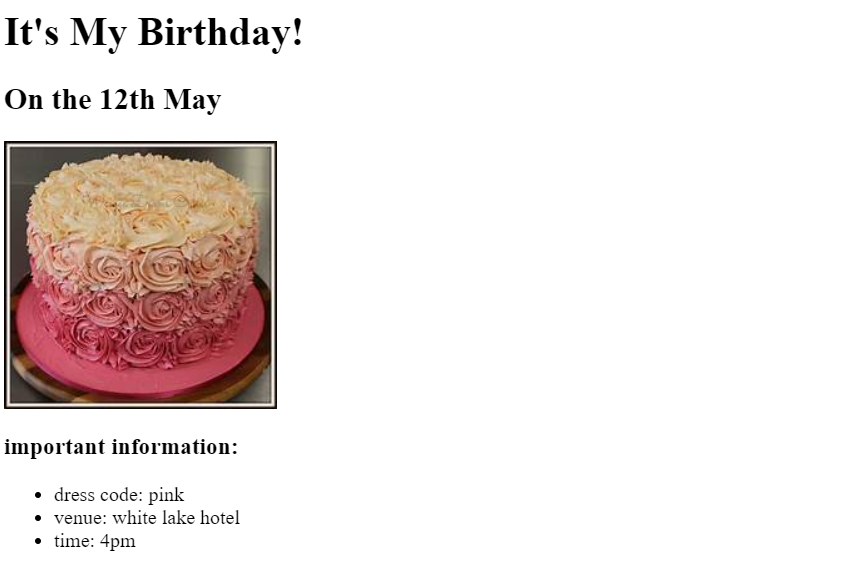 It's My Birthday!
On the 12th May
important information:
dress code: pink
venue: white lake hotel
time: 4pm